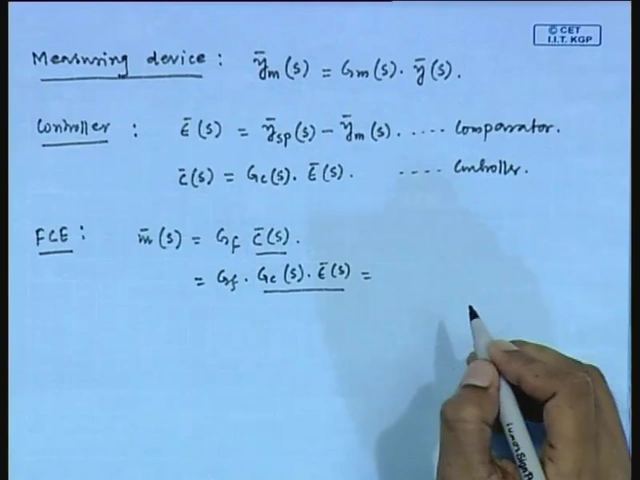 © CET
I.I.T. KGP
Measuring device : ȳm(s) = Gm(s). ȳ(s).
Controller : ε̄(s) = ȳsp(s) − ȳm(s) ..... Comparator.
c̄(s) = Gc(s). ε̄(s). .... Controller.
FCE : m̄(s) = Gf c̄(s).
= Gf . Gc(s). ε̄(s) =